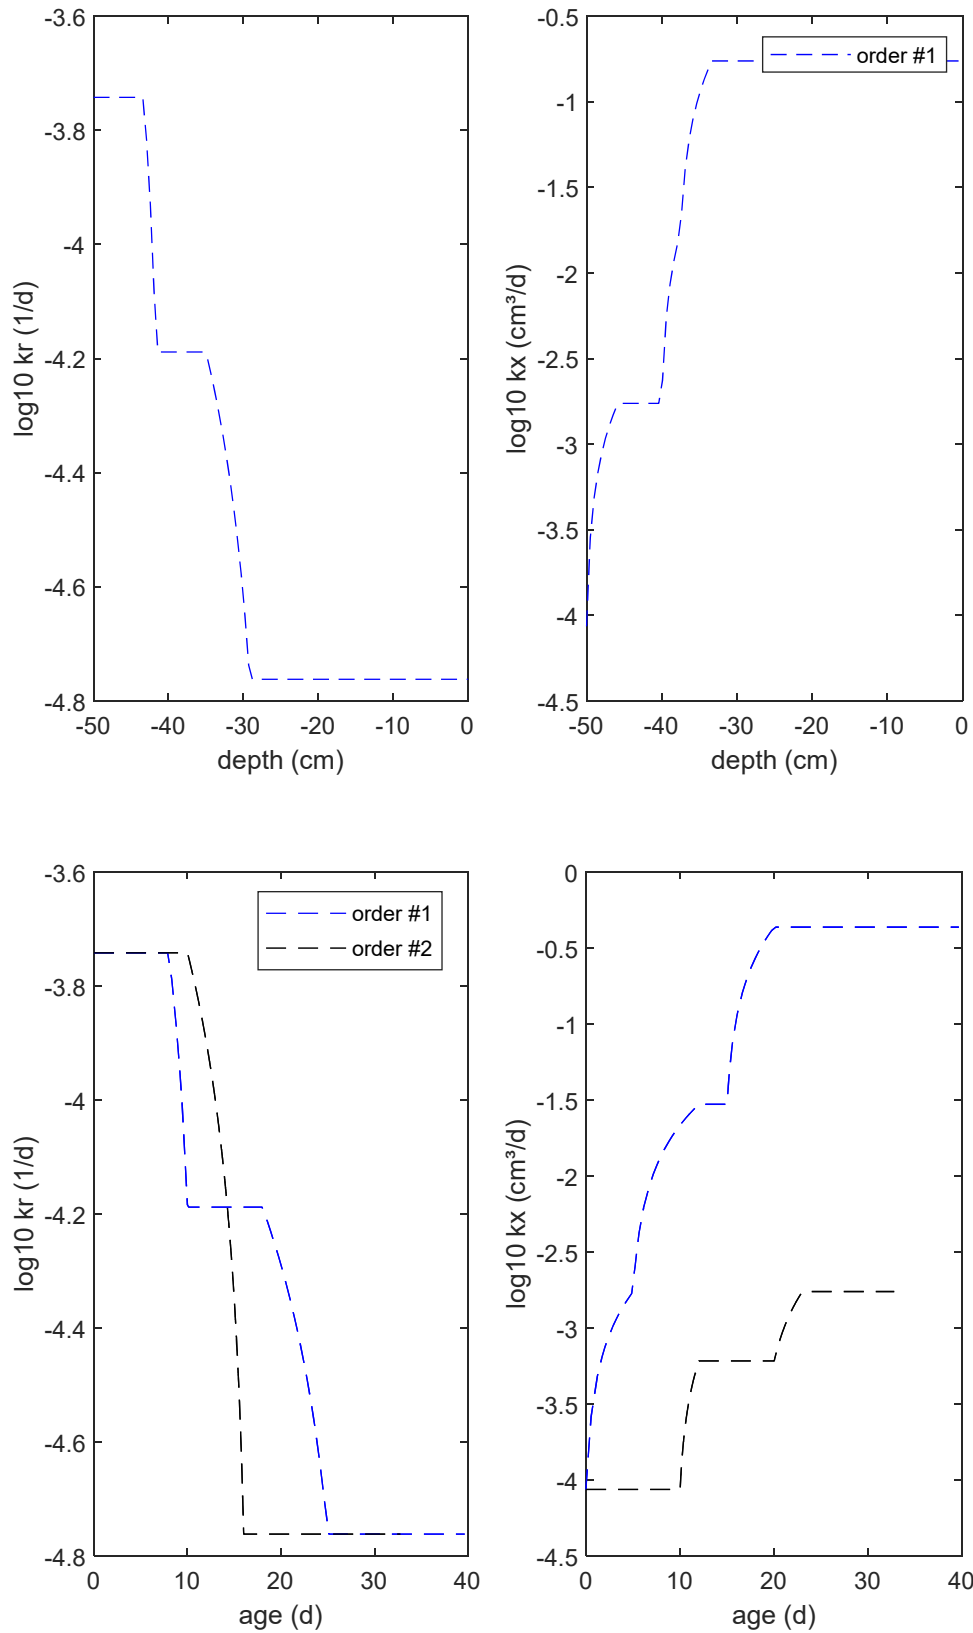 -3.6
-3.8
-4
-4.2
-4.4
-4.6
-4.8
-50 -40 -30 -20 -10 0
log10 kr (1/d)
depth (cm)
-0.5
-1
-1.5
-2
-2.5
-3
-3.5
-4
-4.5
-50 -40 -30 -20 -10 0
log10 kx (cm³/d)
depth (cm)
order #1
-3.6
-3.8
-4
-4.2
-4.4
-4.6
-4.8
0 10 20 30 40
log10 kr (1/d)
age (d)
order #1
order #2
0
-0.5
-1
-1.5
-2
-2.5
-3
-3.5
-4
-4.5
0 10 20 30 40
log10 kx (cm³/d)
age (d)